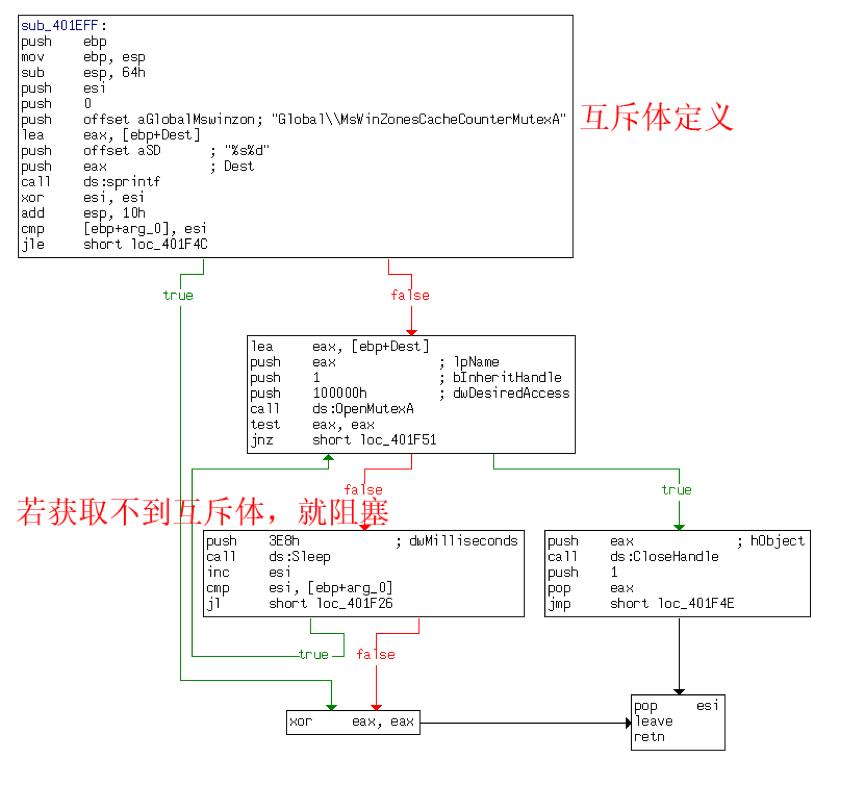 sub_401EFF:
push ebp
mov ebp, esp
sub esp, 64h
push esi
push 0
push offset aGlobalMswinzon; "Global\\MsWinZonesCacheCounterMutexA"
lea eax, [ebp+Dest]
push offset aSD ; "%s%d"
push eax ; Dest
call ds:sprintf
xor esi, esi
add esp, 10h
cmp [ebp+arg_0], esi
jle short loc_401F4C
互斥体定义
true
false
lea eax, [ebp+Dest]
push eax ; lpName
push 1 ; bInheritHandle
push 100000h ; dwDesiredAccess
call ds:OpenMutexA
test eax, eax
jnz short loc_401F51
false
true
若获取不到互斥体，就阻塞
push 3E8h ; dwMilliseconds
call ds:Sleep
inc esi
cmp esi, [ebp+arg_0]
jl short loc_401F26
push eax ; hObject
call ds:CloseHandle
push 1
pop eax
jmp short loc_401F4E
true
false
xor eax, eax
pop esi
leave
retn